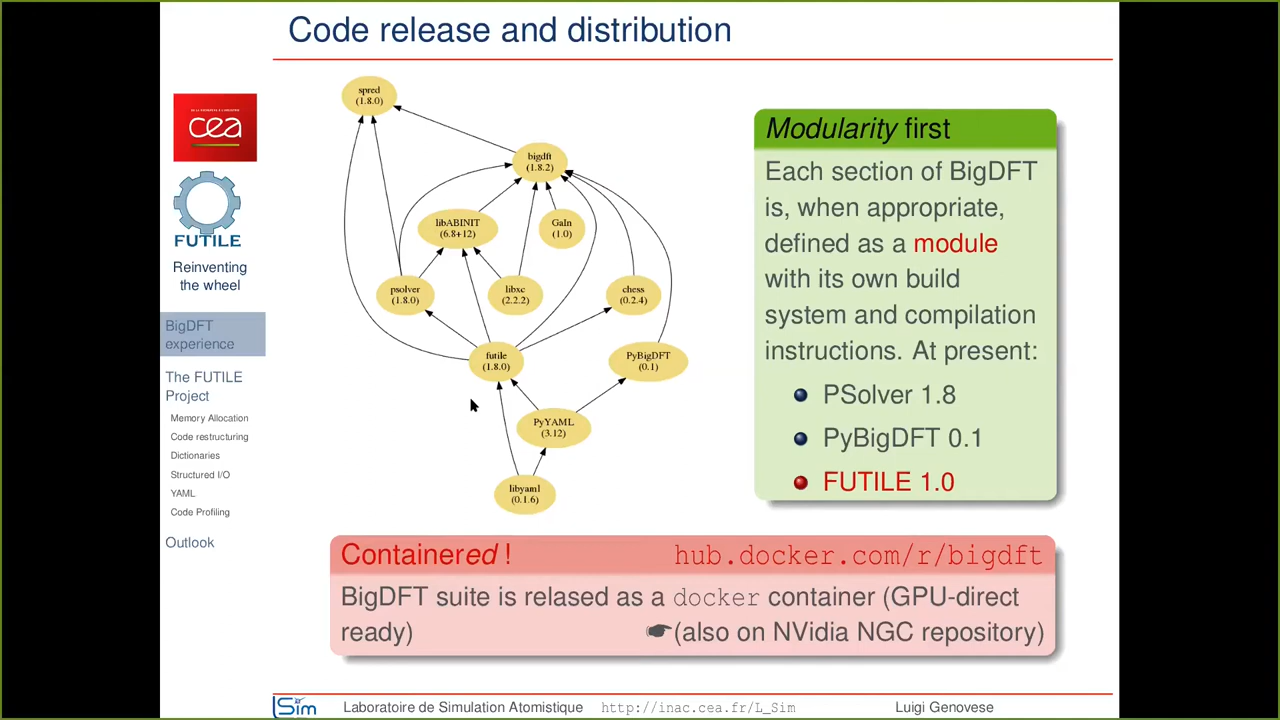 Code release and distribution
cea
FUTILE
Reinventing
the wheel
BigDFT
experience
The FUTILE
Project
Memory Allocation
Code restructuring
Dictionaries
Structured I/O
YAML
Code Profiling
Outlook
spred
(1.8.0)
bigdft
(1.8.2)
libABINIT
(6.8+12)
GaIn
(1.0)
psolver
(1.8.0)
libxc
(2.2.2)
chess
(0.2.4)
futile
(1.8.0)
PyBigDFT
(0.1)
PyYAML
(3.12)
libyaml
(0.1.6)
Modularity first
Each section of BigDFT
is, when appropriate,
defined as a module
with its own build
system and compilation
instructions. At present:
PSolver 1.8
PyBigDFT 0.1
FUTILE 1.0
Containered ! hub.docker.com/r/bigdft
BigDFT suite is relased as a docker container (GPU-direct
ready) ☛(also on NVidia NGC repository)
Sim Laboratoire de Simulation Atomistique http://inac.cea.fr/L_Sim Luigi Genovese